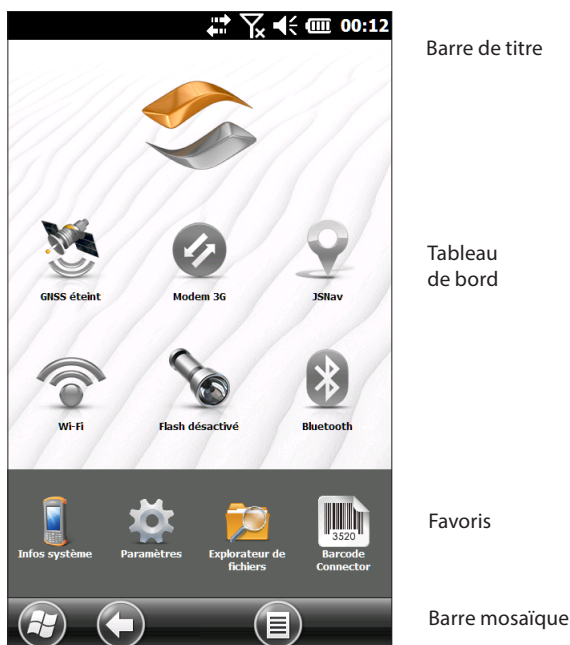 00:12
Barre de titre
Tableau
de bord
GNSS éteint
Modem 3G
JSNav
Wi-Fi
Flash désactivé
Bluetooth
Favoris
3520
Infos système
Paramètres
Explorateur de
fichiers
Barcode
Connector
Barre mosaïque